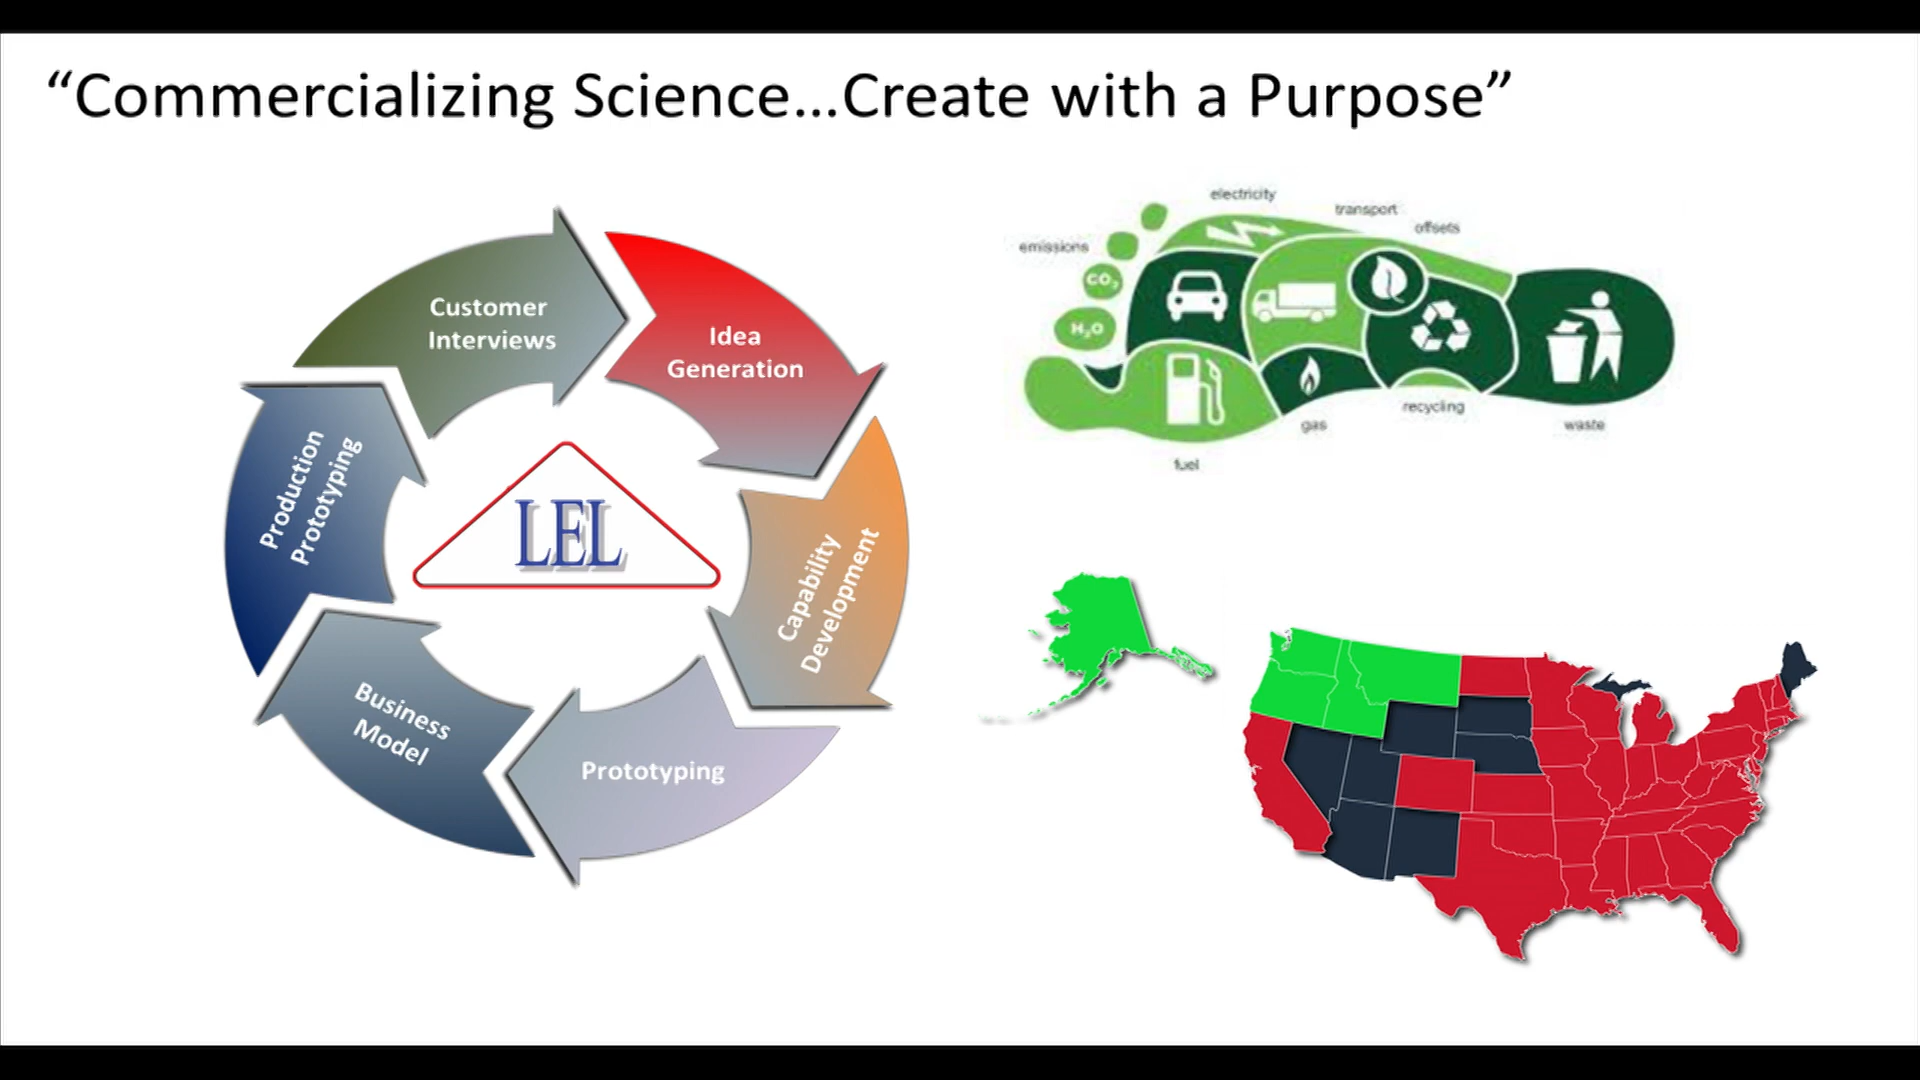 “Commercializing Science...Create with a Purpose”
Customer
Interviews
Idea
Generation
Capability
Development
Prototyping
Business
Model
Production
Prototyping
LEL
electricity
transport
offsets
emissions
CO₂
H₂O
recycling
gas
waste
fuel